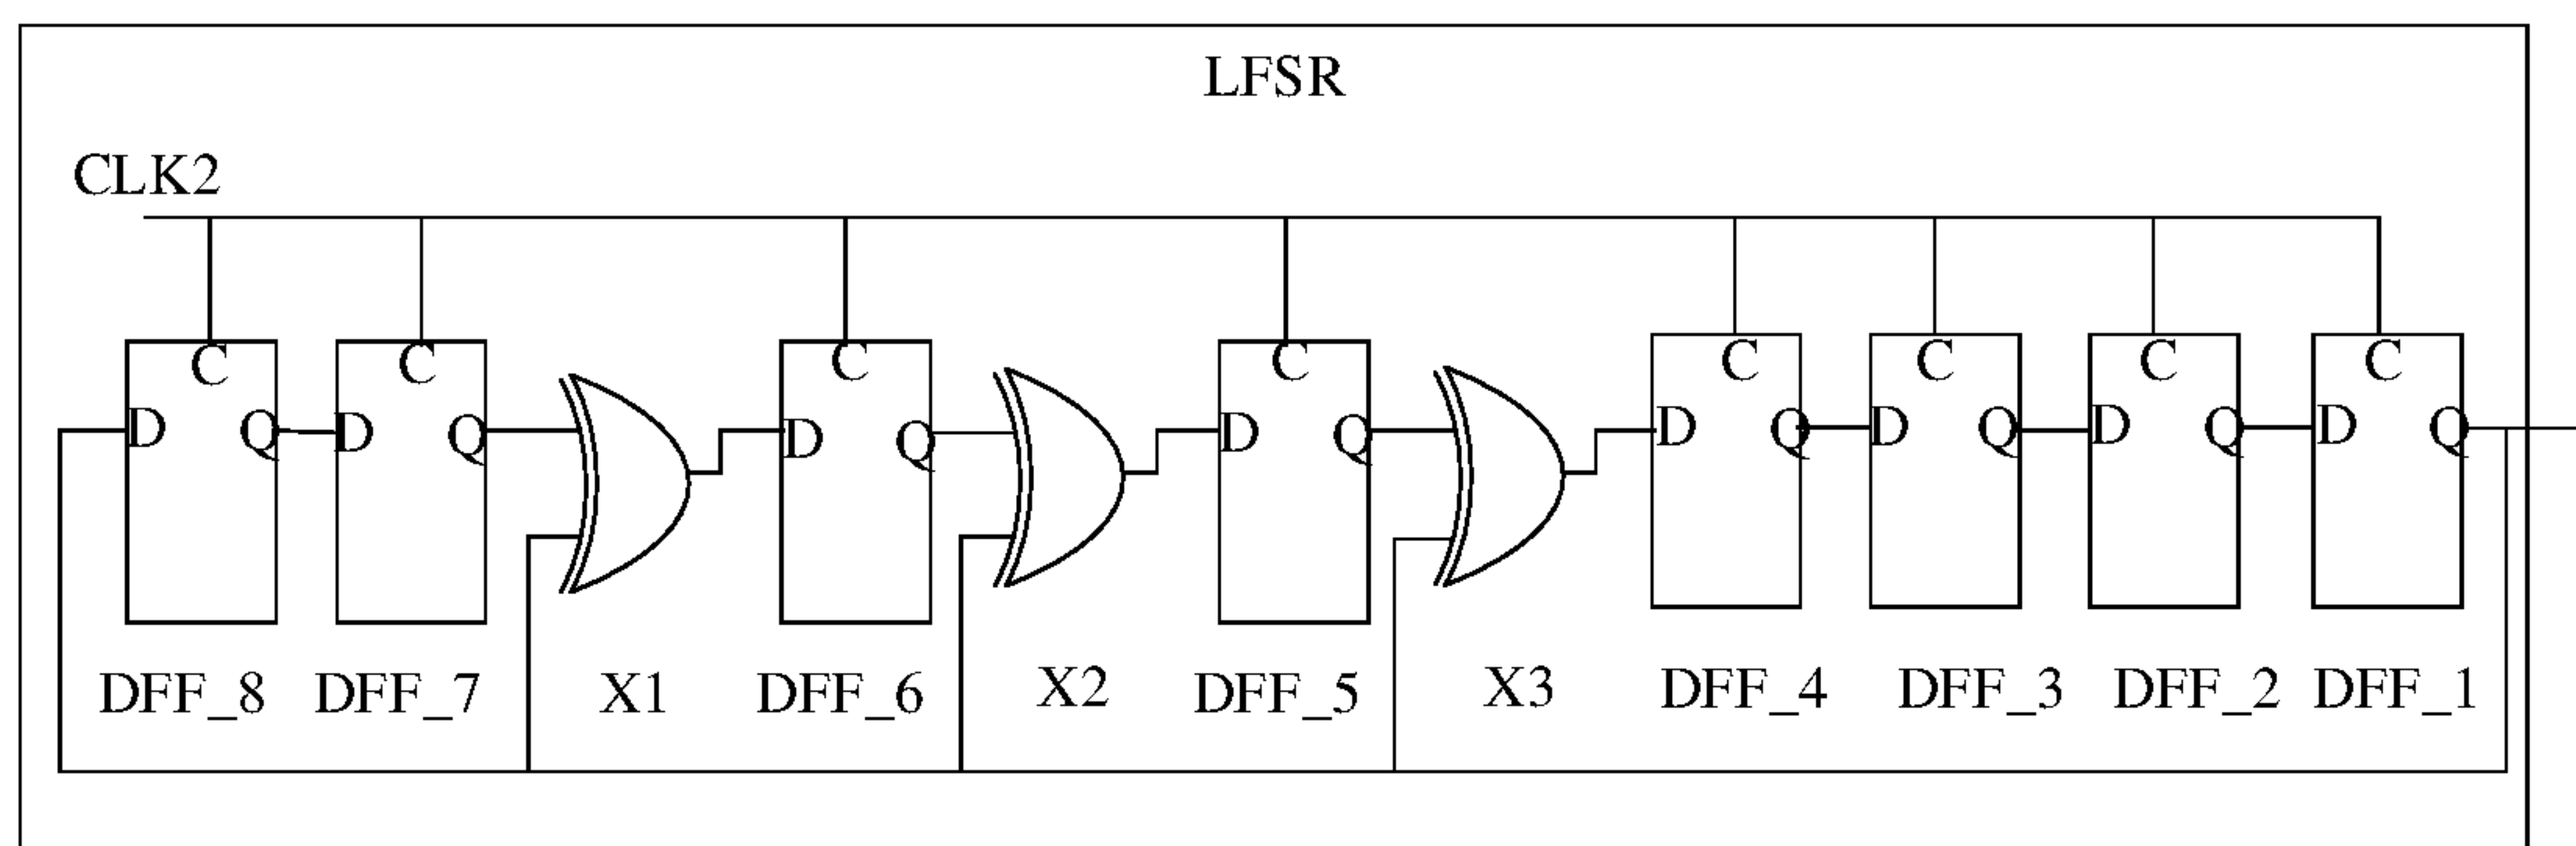 LFSR
CLK2
C C C C C C C C
D Q D Q D Q D Q D Q D Q D Q D Q
DFF_8 DFF_7 X1 DFF_6 X2 DFF_5 X3 DFF_4 DFF_3 DFF_2 DFF_1